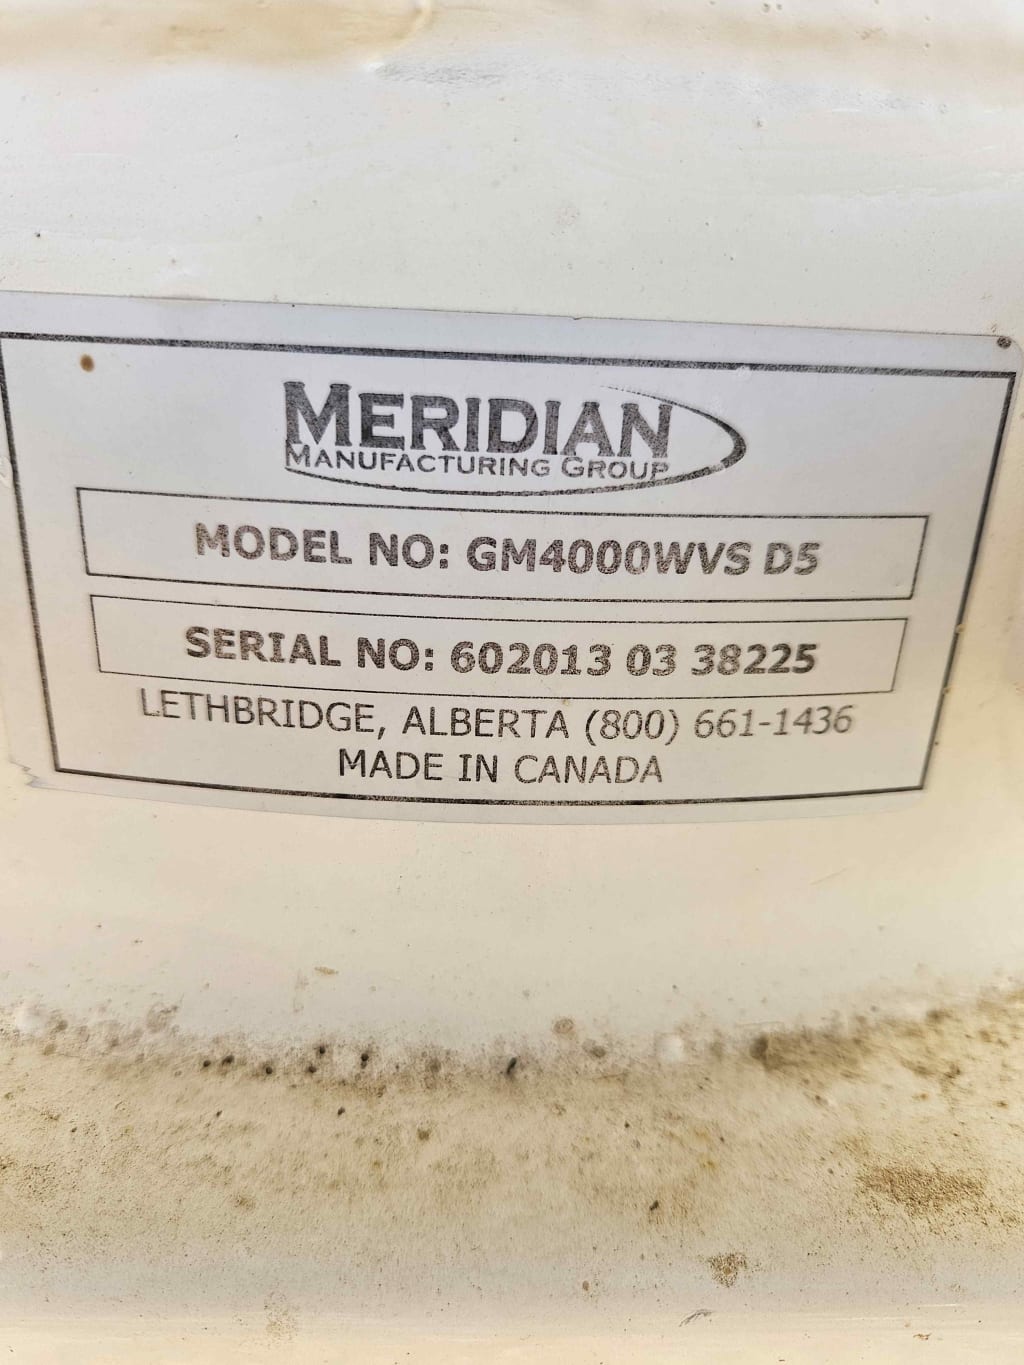 MERIDIAN
MANUFACTURING GROUP
MODEL NO: GM4000WVS D5
SERIAL NO: 602013 03 38225
LETHBRIDGE, ALBERTA (800) 661-1436
MADE IN CANADA